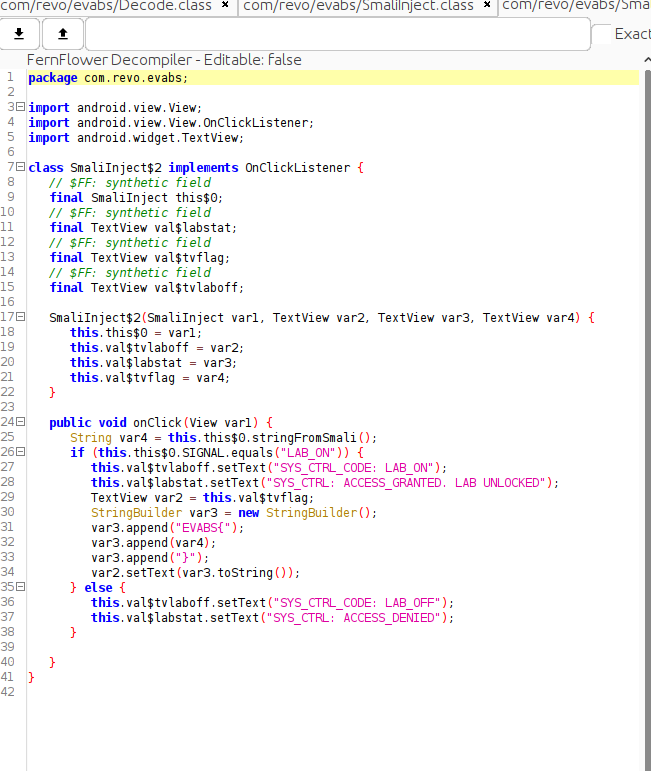 com/revo/evabs/Decode.class × com/revo/evabs/SmaliInject.class × com/revo/evabs/Sma
Exact
FernFlower Decompiler - Editable: false
1 package com.revo.evabs;
2
3 import android.view.View;
4 import android.view.View.OnClickListener;
5 import android.widget.TextView;
6
7 class SmaliInject$2 implements OnClickListener {
8 // $FF: synthetic field
9 final SmaliInject this$0;
10 // $FF: synthetic field
11 final TextView val$labstat;
12 // $FF: synthetic field
13 final TextView val$tvflag;
14 // $FF: synthetic field
15 final TextView val$tvlaboff;
16
17 SmaliInject$2(SmaliInject var1, TextView var2, TextView var3, TextView var4) {
18 this.this$0 = var1;
19 this.val$tvlaboff = var2;
20 this.val$labstat = var3;
21 this.val$tvflag = var4;
22 }
23
24 public void onClick(View var1) {
25 String var4 = this.this$0.stringFromSmali();
26 if (this.this$0.SIGNAL.equals("LAB_ON")) {
27 this.val$tvlaboff.setText("SYS_CTRL_CODE: LAB_ON");
28 this.val$labstat.setText("SYS_CTRL: ACCESS_GRANTED. LAB UNLOCKED");
29 TextView var2 = this.val$tvflag;
30 StringBuilder var3 = new StringBuilder();
31 var3.append("EVABS{");
32 var3.append(var4);
33 var3.append("}");
34 var2.setText(var3.toString());
35 } else {
36 this.val$tvlaboff.setText("SYS_CTRL_CODE: LAB_OFF");
37 this.val$labstat.setText("SYS_CTRL: ACCESS_DENIED");
38 }
39
40 }
41 }
42